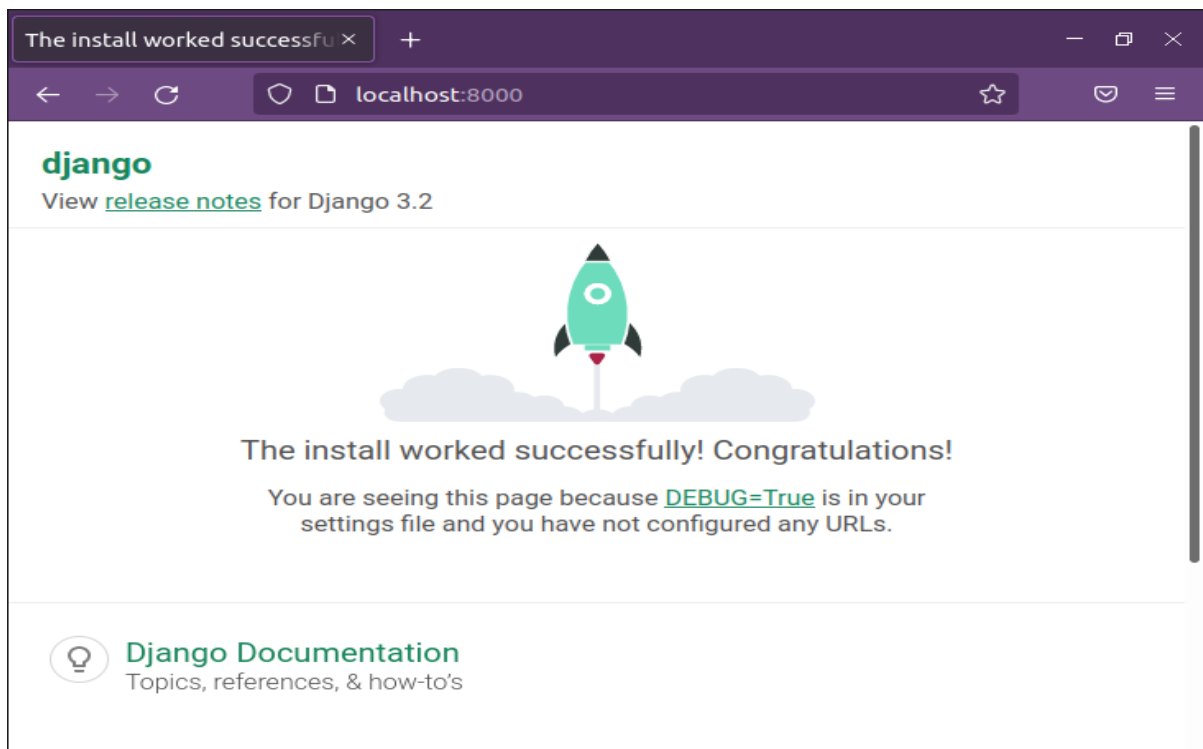 The install worked successfu
localhost:8000
django
View release notes for Django 3.2
The install worked successfully! Congratulations!
You are seeing this page because DEBUG=True is in your
settings file and you have not configured any URLs.
Django Documentation
Topics, references, & how-to's